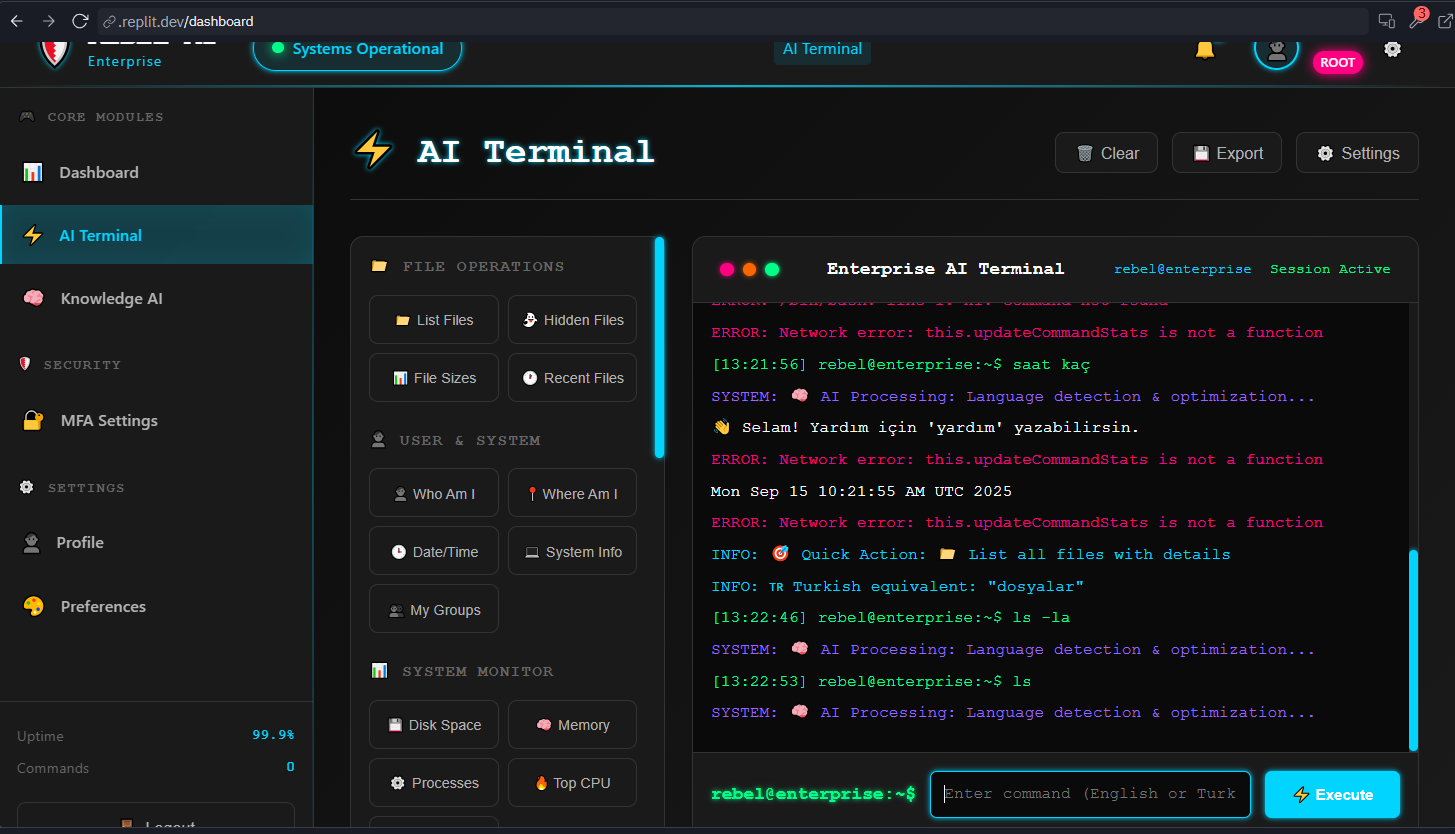 .replit.dev/dashboard
3
Enterprise
Systems Operational
AI Terminal
ROOT
CORE MODULES
Dashboard
AI Terminal
Knowledge AI
SECURITY
MFA Settings
SETTINGS
Profile
Preferences
Uptime 99.9%
Commands 0
Logout
AI Terminal
Clear
Export
Settings
FILE OPERATIONS
List Files
Hidden Files
File Sizes
Recent Files
USER & SYSTEM
Who Am I
Where Am I
Date/Time
System Info
My Groups
SYSTEM MONITOR
Disk Space
Memory
Processes
Top CPU
Enterprise AI Terminal
rebel@enterprise
Session Active
ERROR: Network error: this.updateCommandStats is not a function
[13:21:56] rebel@enterprise:~$ saat kaç
SYSTEM: 🧠 AI Processing: Language detection & optimization...
👋 Selam! Yardım için 'yardım' yazabilirsin.
ERROR: Network error: this.updateCommandStats is not a function
Mon Sep 15 10:21:55 AM UTC 2025
ERROR: Network error: this.updateCommandStats is not a function
INFO: 🎯 Quick Action: 📁 List all files with details
INFO: TR Turkish equivalent: "dosyalar"
[13:22:46] rebel@enterprise:~$ ls -la
SYSTEM: 🧠 AI Processing: Language detection & optimization...
[13:22:53] rebel@enterprise:~$ ls
SYSTEM: 🧠 AI Processing: Language detection & optimization...
rebel@enterprise:~$
Enter command (English or Turk
Execute